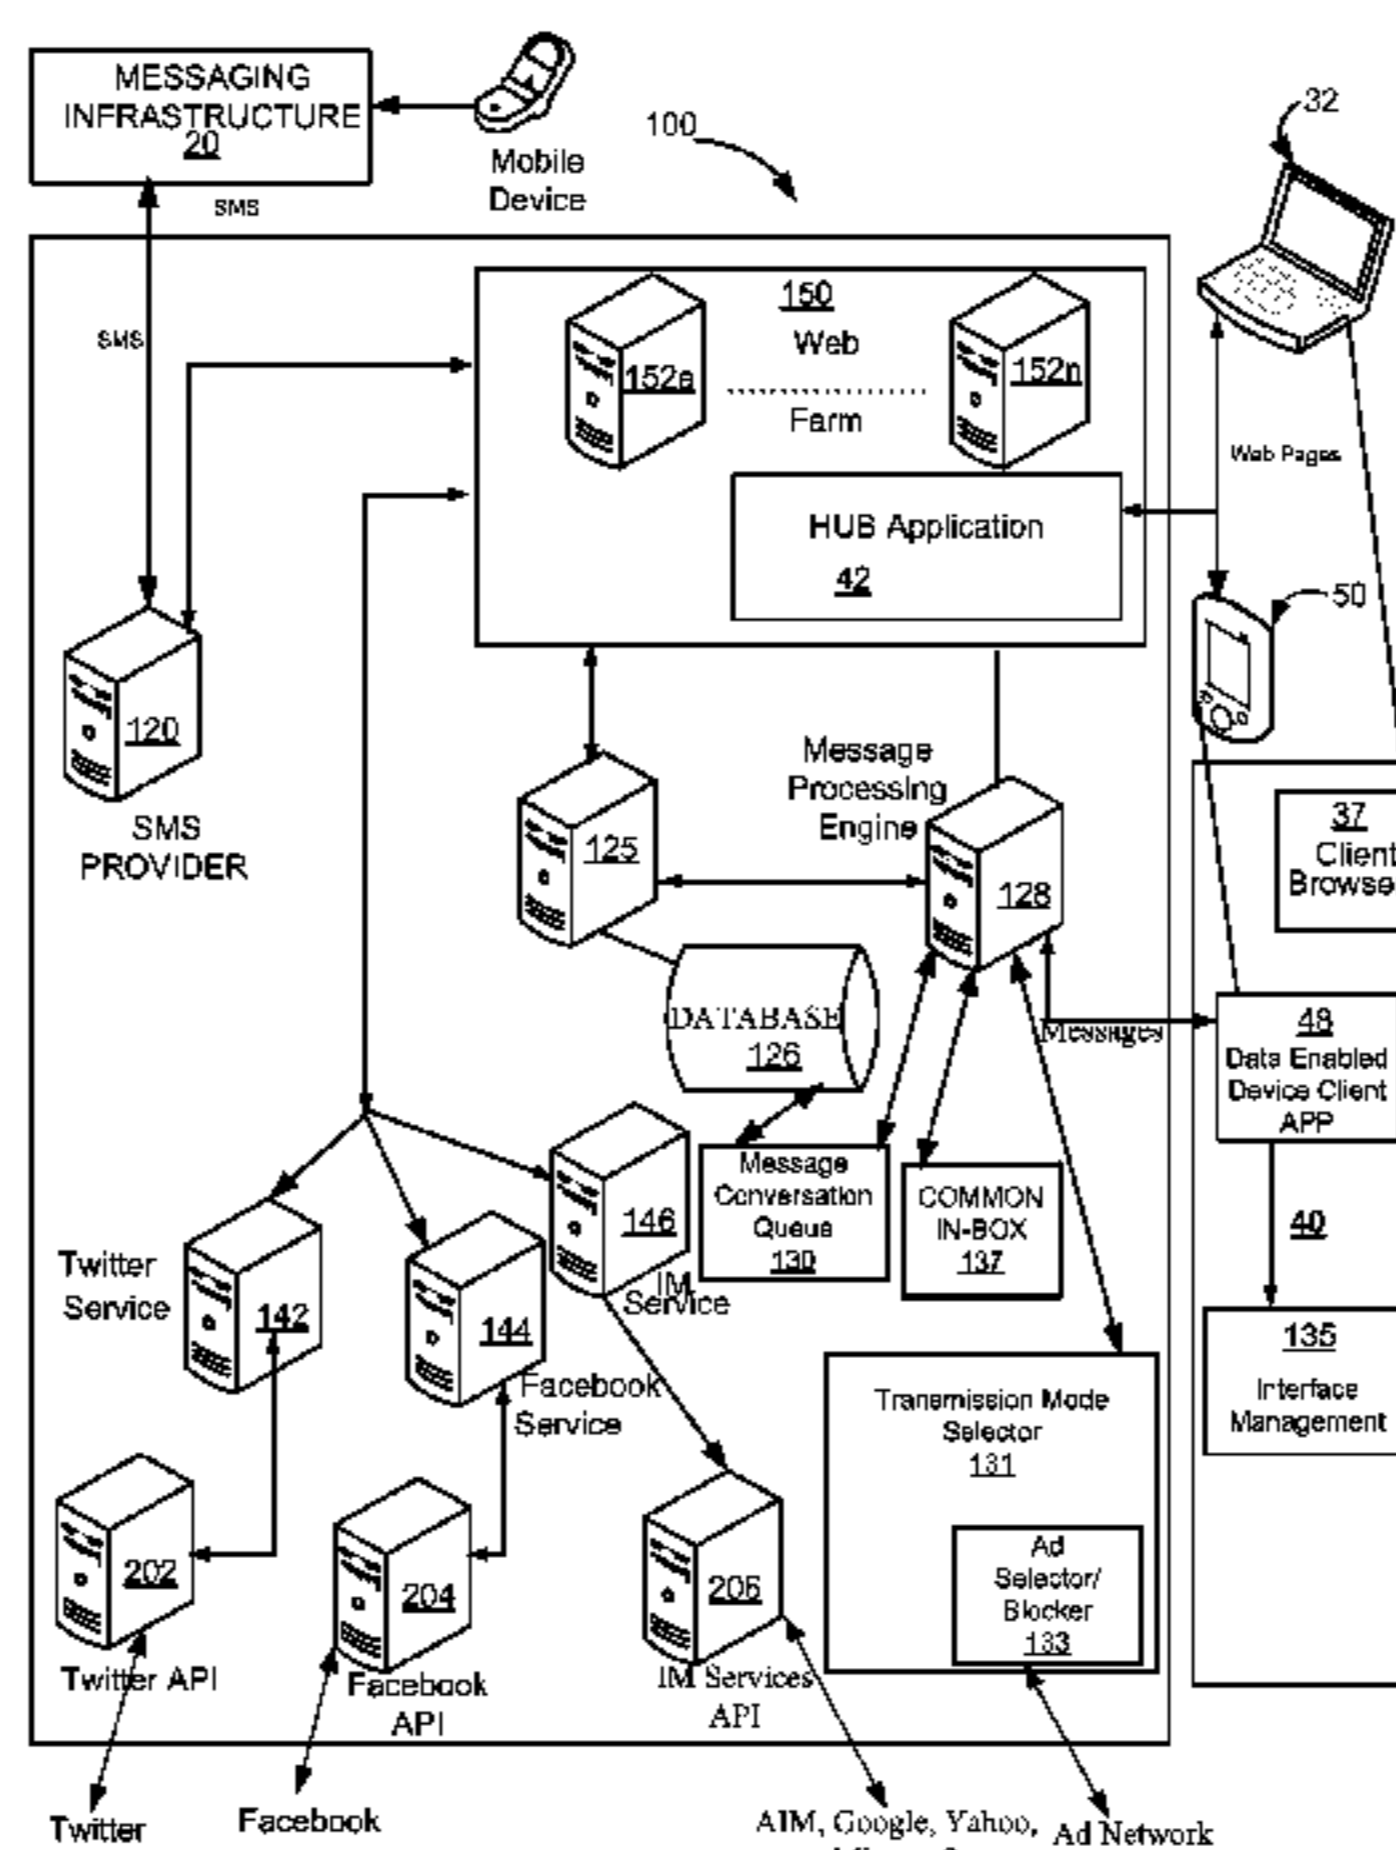 MESSAGING
INFRASTRUCTURE
20
Mobile
Device
SMS
100
32
SMS
150
Web
152a
152n
Farm
Web Pages
HUB Application
42
50
120
SMS
PROVIDER
Message
Processing
Engine
125
128
37
Client
Browse
DATABASE
126
Messages
48
Data Enabled
Device Client
APP
Message
Conversation
Queue
130
COMMON
IN-BOX
137
40
146
IM
Service
Twitter
Service
142
144
Facebook
Service
135
Interface
Management
Transmission Mode
Selector
131
Ad
Selector/
Blocker
133
202
204
206
Twitter API
Facebook
API
IM Services
API
Twitter
Facebook
AIM, Google, Yahoo,
Ad Network